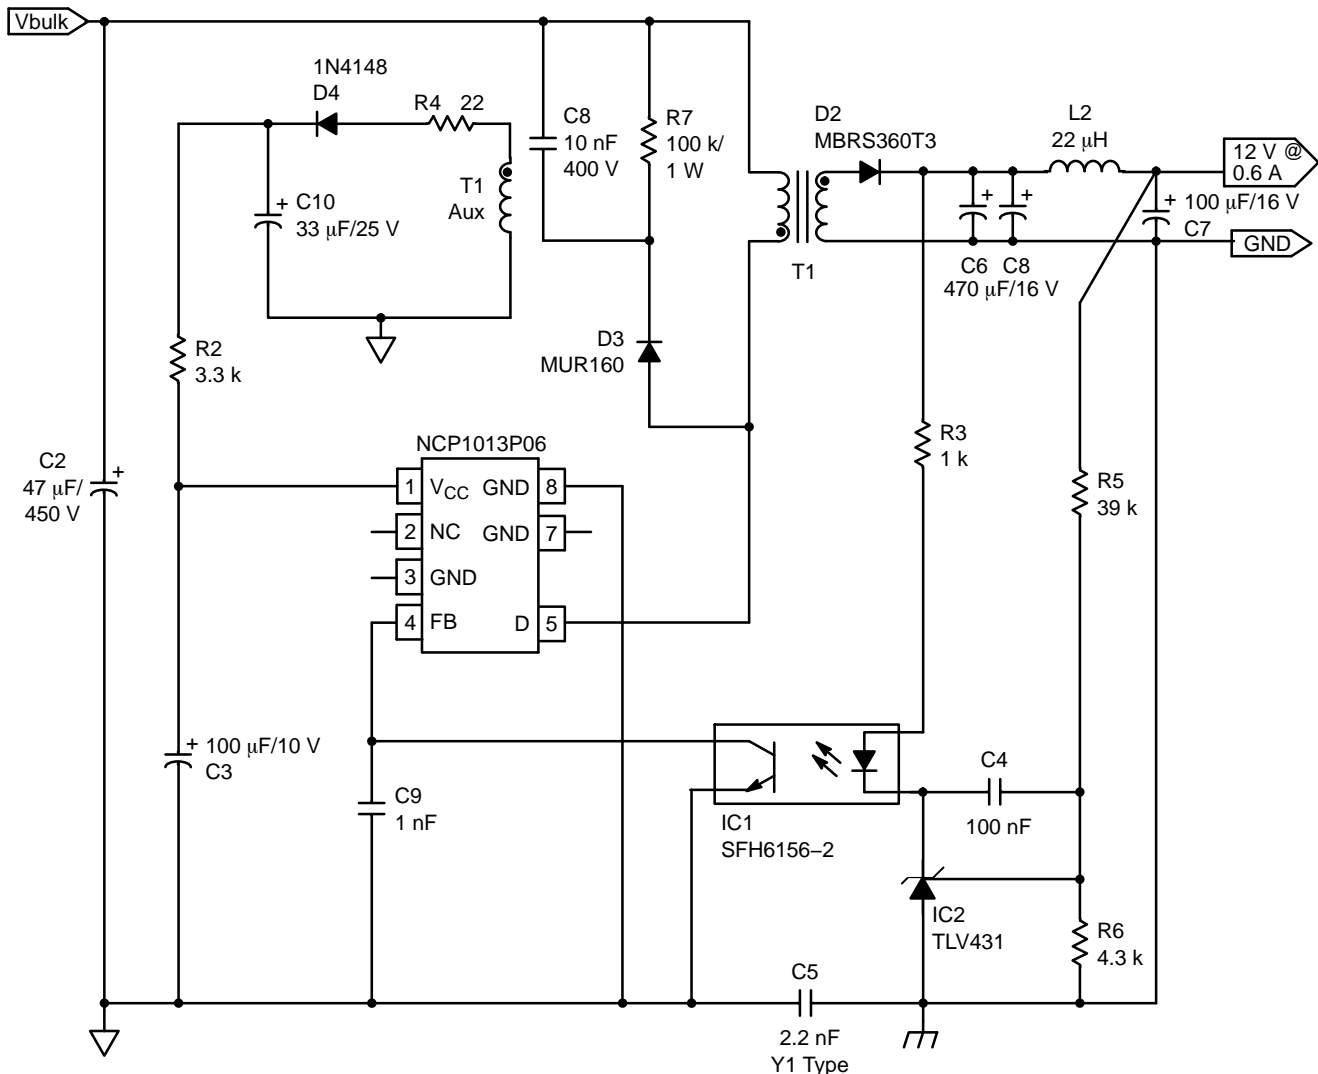 Vbulk
1N4148
D4
R4 22
C8
10 nF
400 V
R7
100 k/
1 W
D2
MBRS360T3
L2
22 μH
12 V @
0.6 A
T1
Aux
+ C10
33 μF/25 V
+
+
+ 100 μF/16 V
C7
GND
T1
C6 C8
470 μF/16 V
R2
3.3 k
D3
MUR160
R3
1 k
NCP1013P06
C2
47 μF/
450 V
+
1 VCC GND 8
2 NC GND 7
3 GND
4 FB D 5
R5
39 k
+ 100 μF/10 V
C3
C9
1 nF
IC1
SFH6156–2
C4
100 nF
IC2
TLV431
R6
4.3 k
C5
2.2 nF
Y1 Type